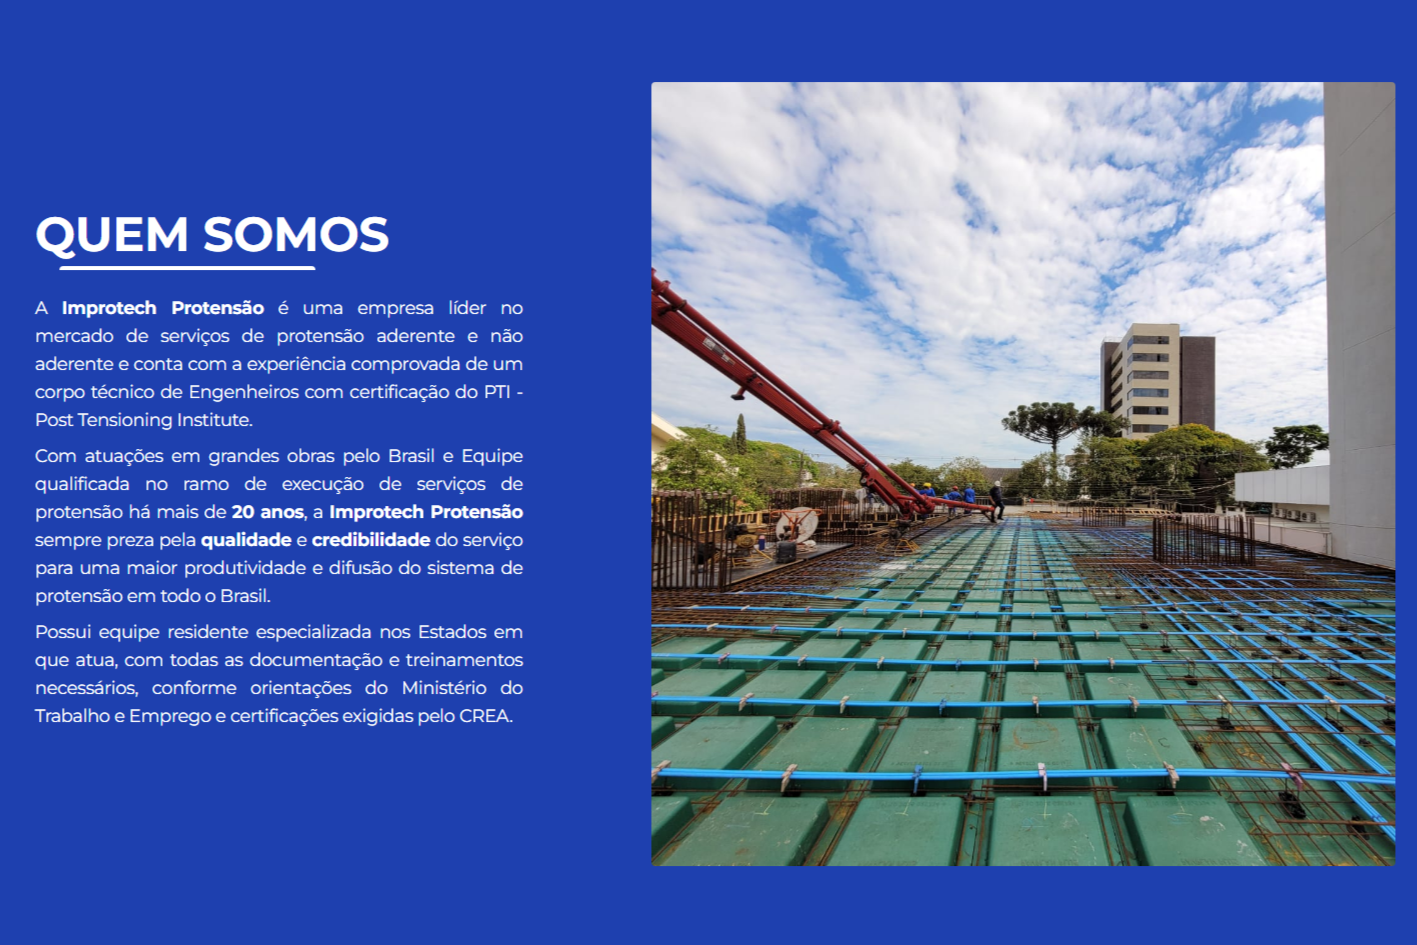 QUEM SOMOS
A Improtech Protensão é uma empresa líder no
mercado de serviços de protensão aderente e não
aderente e conta com a experiência comprovada de um
corpo técnico de Engenheiros com certificação do PTI -
Post Tensioning Institute.
Com atuações em grandes obras pelo Brasil e Equipe
qualificada no ramo de execução de serviços de
protensão há mais de 20 anos, a Improtech Protensão
sempre preza pela qualidade e credibilidade do serviço
para uma maior produtividade e difusão do sistema de
protensão em todo o Brasil.
Possui equipe residente especializada nos Estados em
que atua, com todas as documentação e treinamentos
necessários, conforme orientações do Ministério do
Trabalho e Emprego e certificações exigidas pelo CREA.